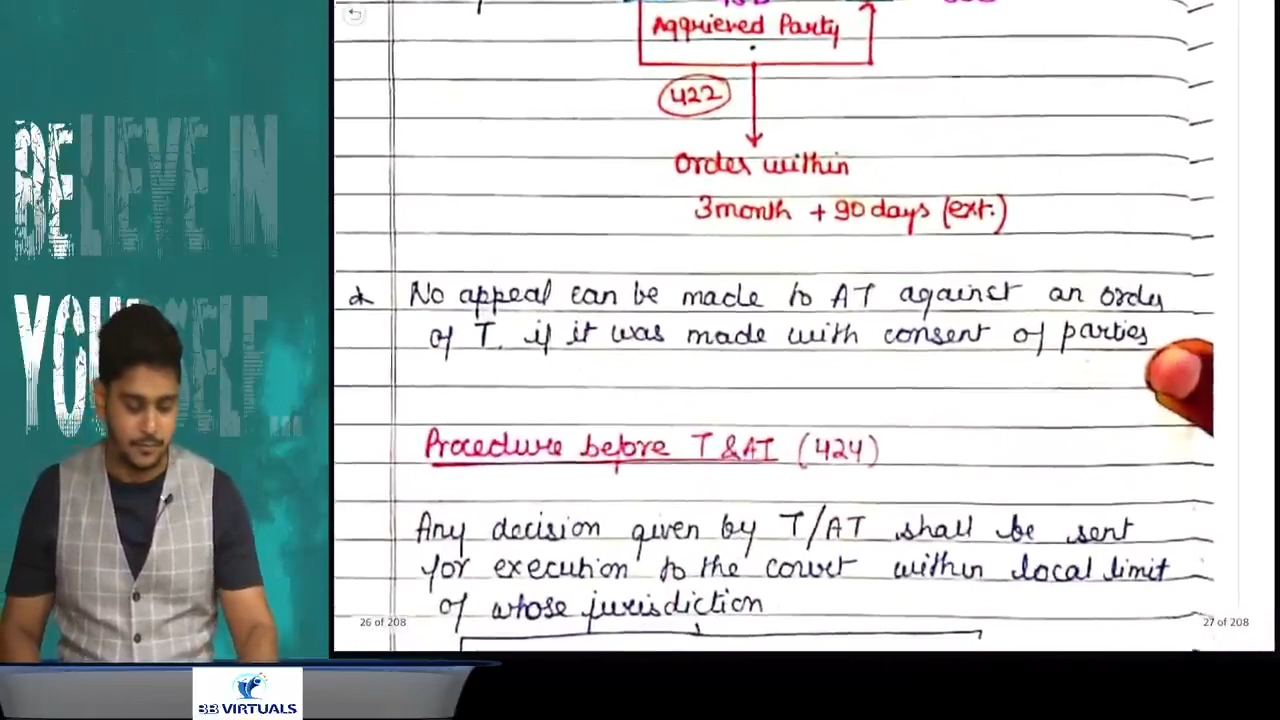 BELIEVE IN
YOURSELF...
Aggrieved Party
422
Order within
3month + 90 days (ext.)
No appeal can be made to AT against an order
of T. if it was made with consent of parties
Procedure before T & AT (424)
Any decision given by T/AT shall be sent
for execution to the court within local limit
of whose jurisdiction
26 of 208
27 of 208
BB VIRTUALS